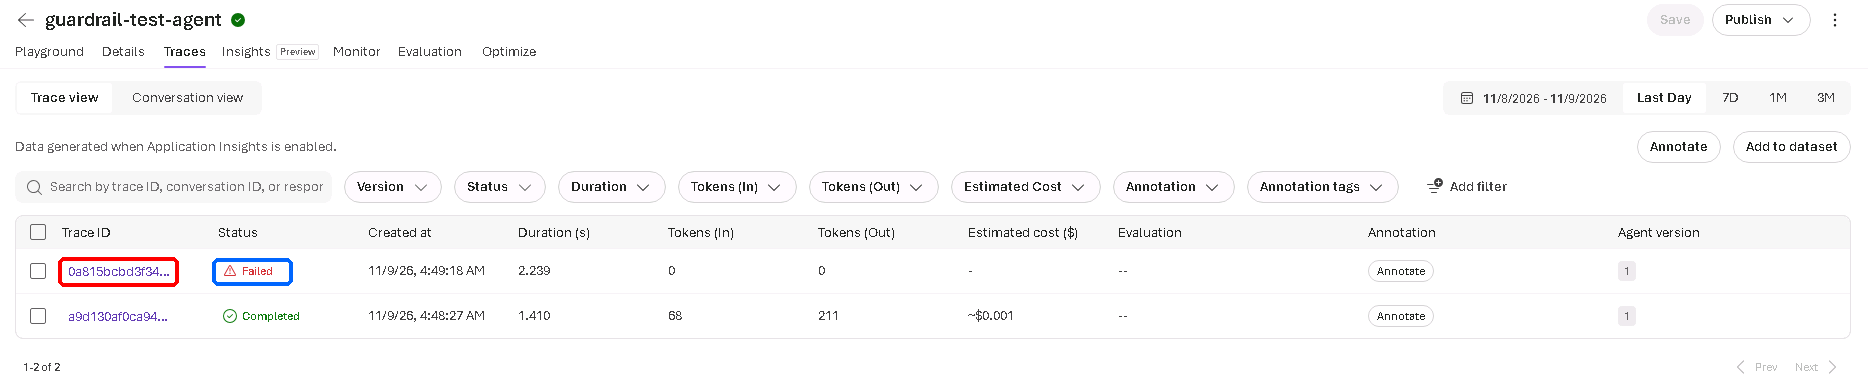 guardrail-test-agent
Save
Publish
Playground Details Traces Insights Preview Monitor Evaluation Optimize
Trace view Conversation view
11/8/2026 - 11/9/2026 Last Day 7D 1M 3M
Data generated when Application Insights is enabled.
Annotate Add to dataset
Search by trace ID, conversation ID, or respor Version Status Duration Tokens (In) Tokens (Out) Estimated Cost Annotation Annotation tags Add filter
Trace ID Status Created at Duration (s) Tokens (In) Tokens (Out) Estimated cost ($) Evaluation Annotation Agent version
0a815bcbd3f34... Failed 11/9/26, 4:49:18 AM 2.239 0 0 - -- Annotate 1
a9d130af0ca94... Completed 11/9/26, 4:48:27 AM 1.410 68 211 ~$0.001 -- Annotate 1
1-2 of 2
Prev Next